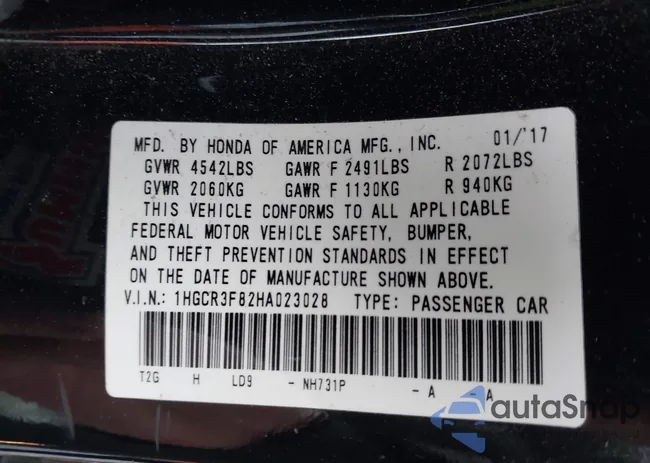 MFD. BY HONDA OF AMERICA MFG., INC. 01/'17
GVWR 4542LBS GAWR F 2491LBS R 2072LBS
GVWR 2060KG GAWR F 1130KG R 940KG
THIS VEHICLE CONFORMS TO ALL APPLICABLE
FEDERAL MOTOR VEHICLE SAFETY, BUMPER,
AND THEFT PREVENTION STANDARDS IN EFFECT
ON THE DATE OF MANUFACTURE SHOWN ABOVE.
V.I.N.: 1HGCR3F82HA023028 TYPE: PASSENGER CAR
T2G H LD9 - NH731P - A A
autoSnap